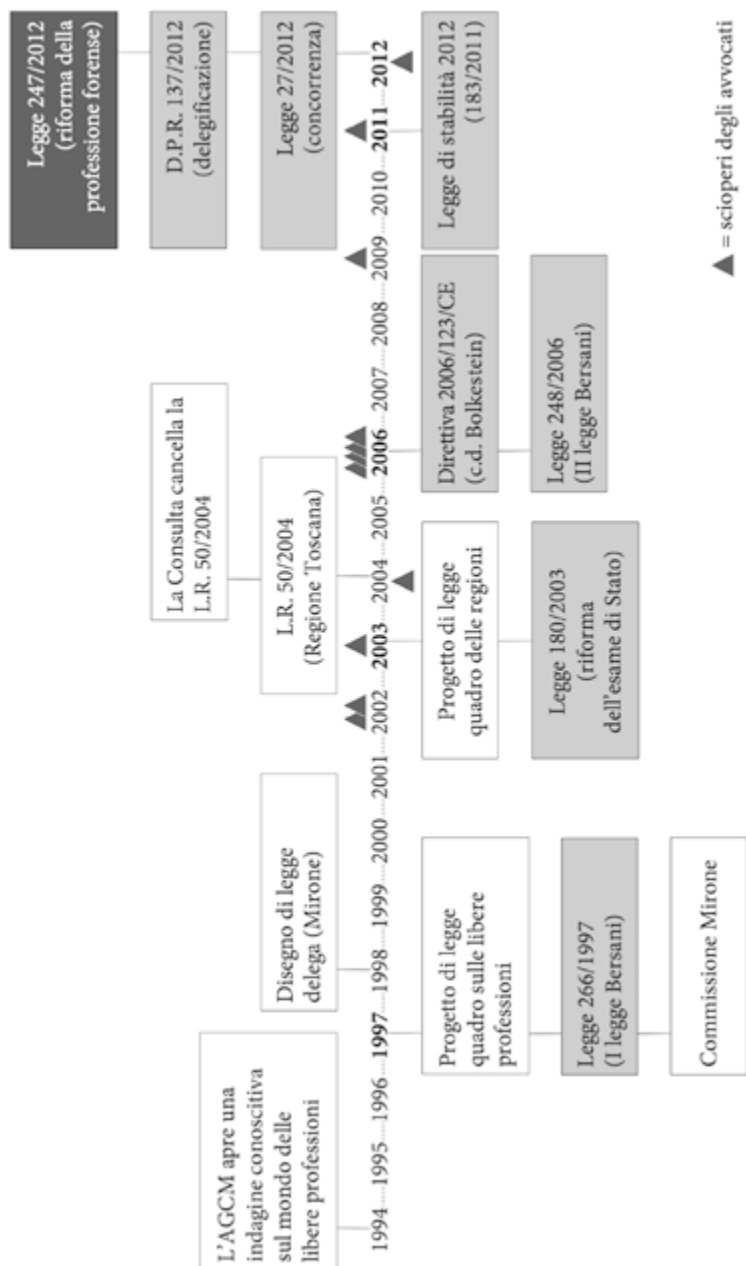 L'AGCM apre una
indagine conoscitiva
sul mondo delle
libere professioni
Disegno di legge
delega (Mirone)
La Consulta cancella la
L.R. 50/2004
L.R. 50/2004
(Regione Toscana)
Legge 247/2012
(riforma della
professione forense)
D.P.R. 137/2012
(delegificazione)
Legge 27/2012
(concorrenza)
1994 1995 1996 1997 1998 1999 2000 2001 2002 2003 2004 2005 2006 2007 2008 2009 2010 2011 2012
Progetto di legge
quadro sulle libere
professioni
Legge 266/1997
(I legge Bersani)
Commissione Mirone
Progetto di legge
quadro delle regioni
Legge 180/2003
(riforma
dell'esame di Stato)
Direttiva 2006/123/CE
(c.d. Bolkestein)
Legge 248/2006
(II legge Bersani)
Legge di stabilità 2012
(183/2011)
▲ = scioperi degli avvocati